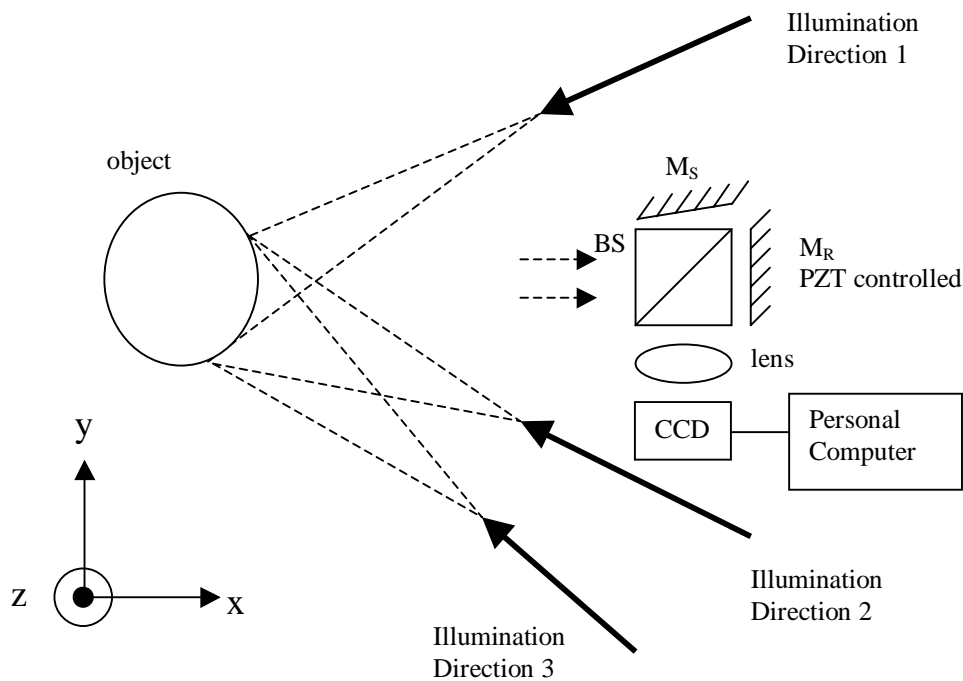 Illumination
Direction 1
object
M_S
BS
M_R
PZT controlled
lens
CCD
Personal
Computer
y
z
x
Illumination
Direction 2
Illumination
Direction 3